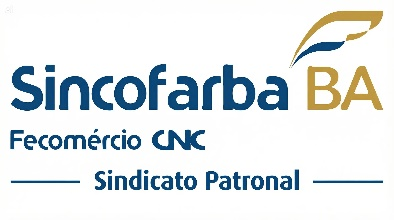 Sincofarba BA
Fecomércio CNC
Sindicato Patronal